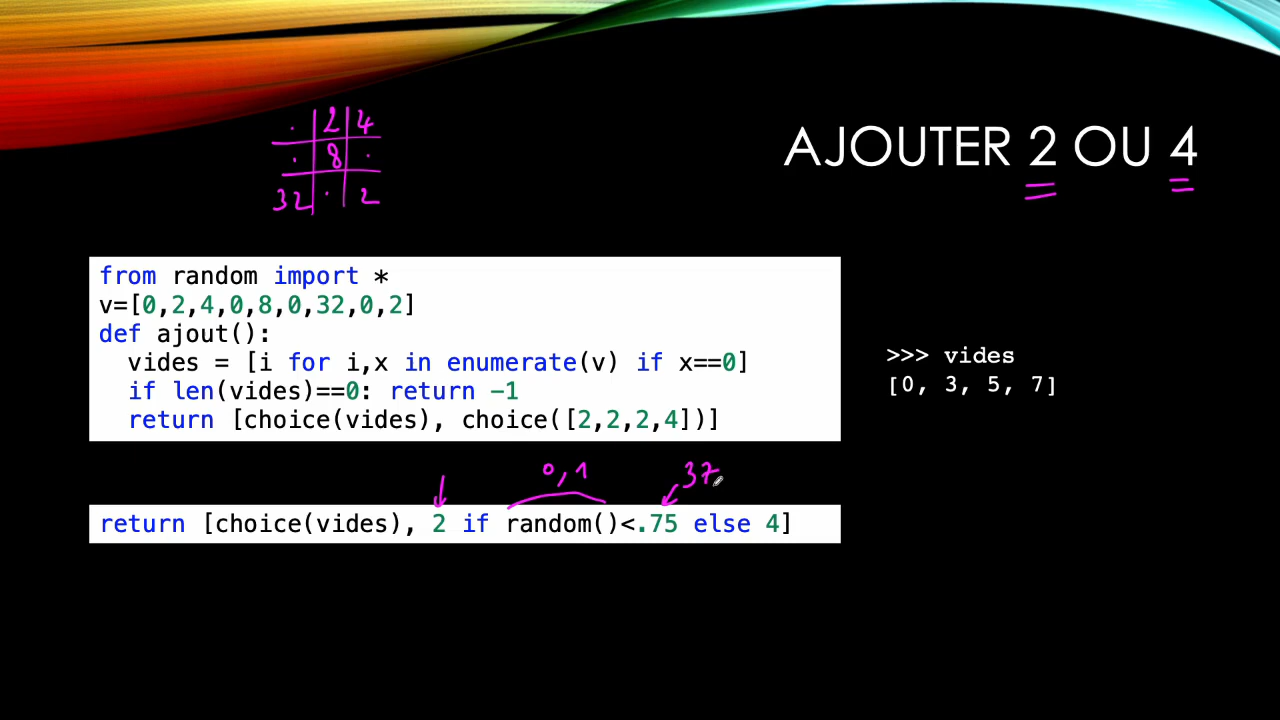 . 2 4
. 8 .
32 . 2
AJOUTER 2 OU 4
from random import *
v=[0,2,4,0,8,0,32,0,2]
def ajout():
  vides = [i for i,x in enumerate(v) if x==0]
  if len(vides)==0: return -1
  return [choice(vides), choice([2,2,2,4])]
>>> vides
[0, 3, 5, 7]
0,1
37
return [choice(vides), 2 if random()<.75 else 4]